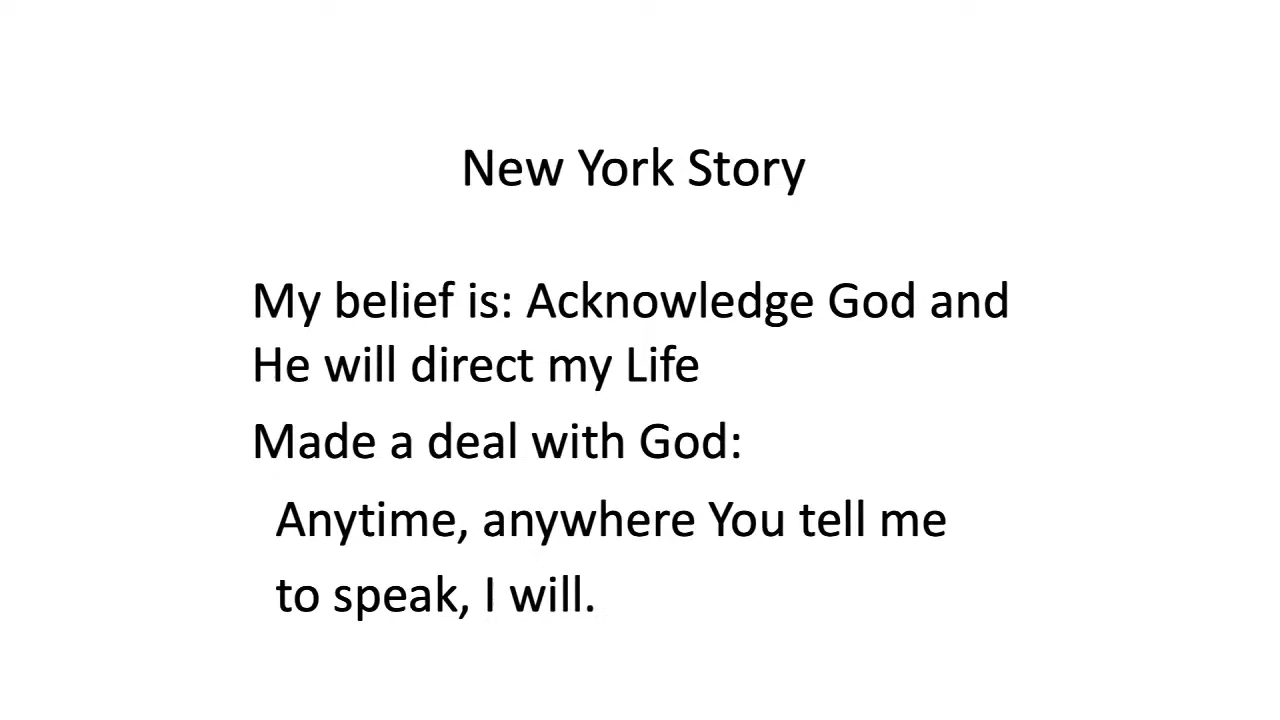 New York Story
My belief is: Acknowledge God and
He will direct my Life
Made a deal with God:
Anytime, anywhere You tell me
to speak, I will.